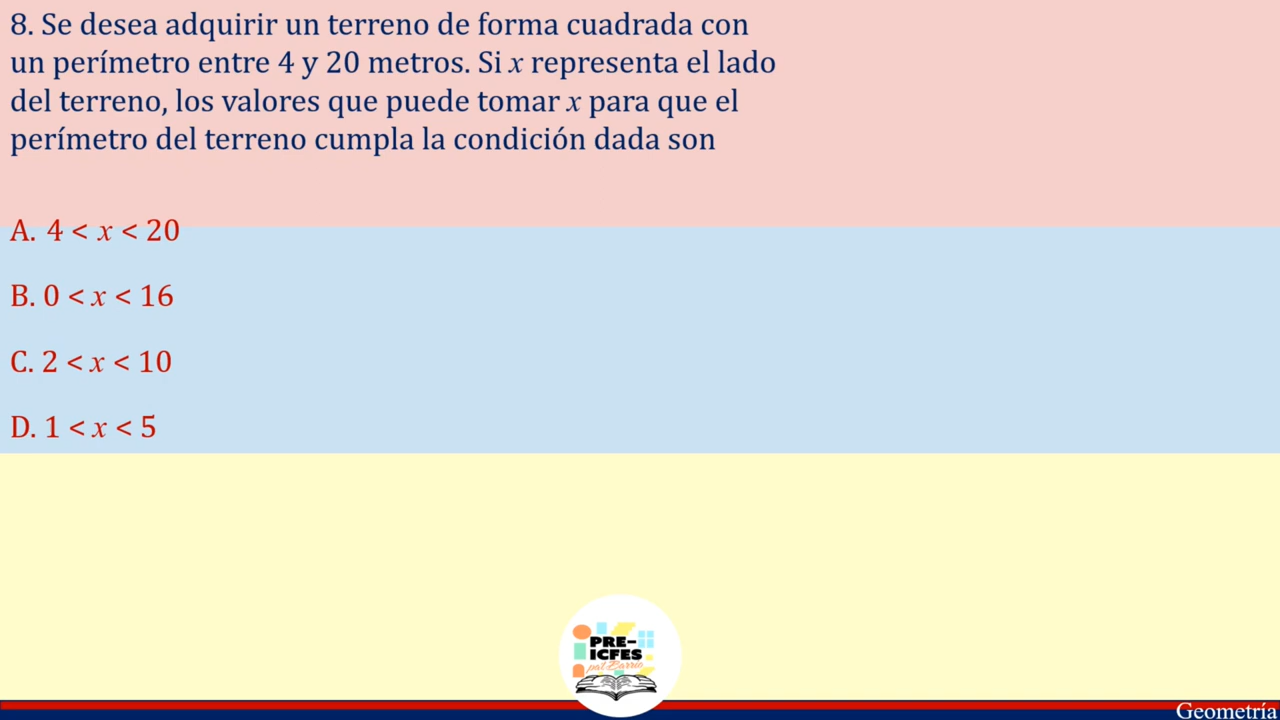 8. Se desea adquirir un terreno de forma cuadrada con
un perímetro entre 4 y 20 metros. Si x representa el lado
del terreno, los valores que puede tomar x para que el
perímetro del terreno cumpla la condición dada son
A. 4 < x < 20
B. 0 < x < 16
C. 2 < x < 10
D. 1 < x < 5
PRE-
ICFES
pal Barrio
Geometría